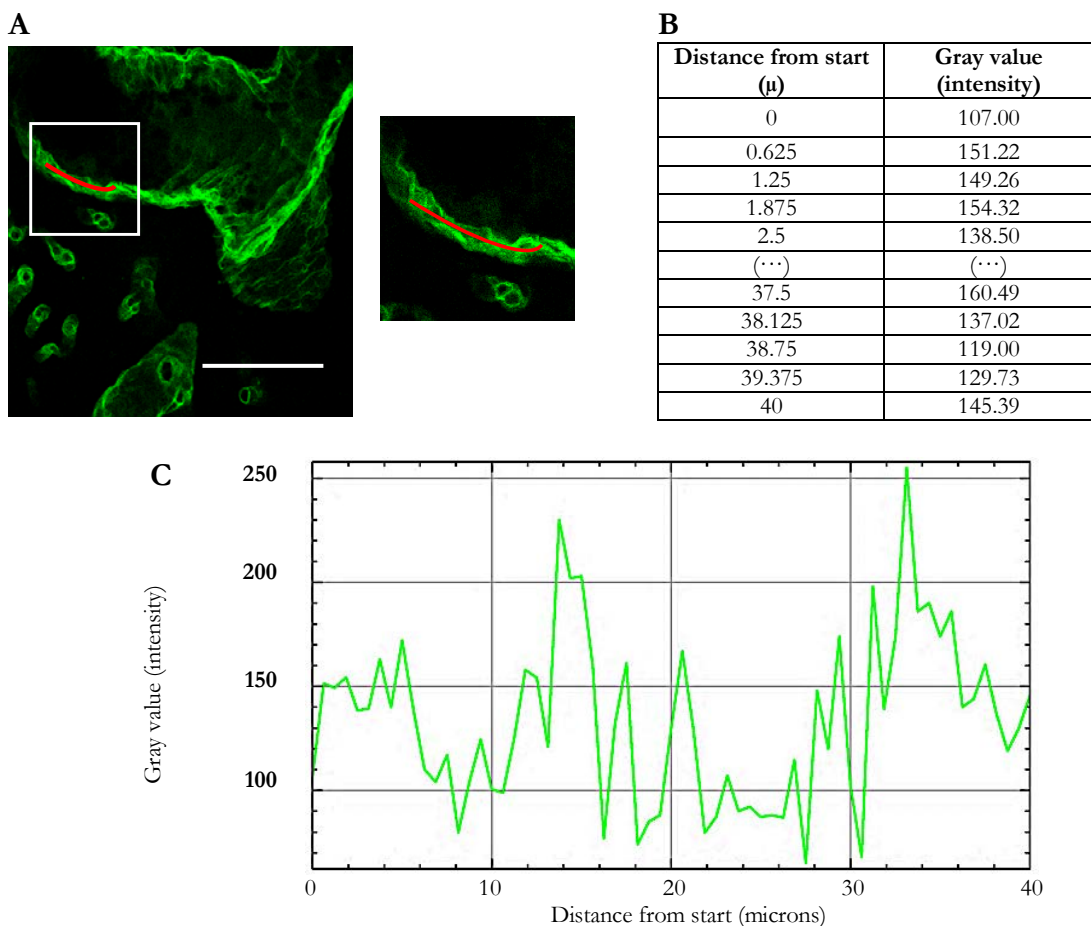 A
B
Distance from start (μ) Gray value (intensity)
0 107.00
0.625 151.22
1.25 149.26
1.875 154.32
2.5 138.50
(⋯) (⋯)
37.5 160.49
38.125 137.02
38.75 119.00
39.375 129.73
40 145.39
C
250
200
150
100
Gray value (intensity)
0 10 20 30 40
Distance from start (microns)